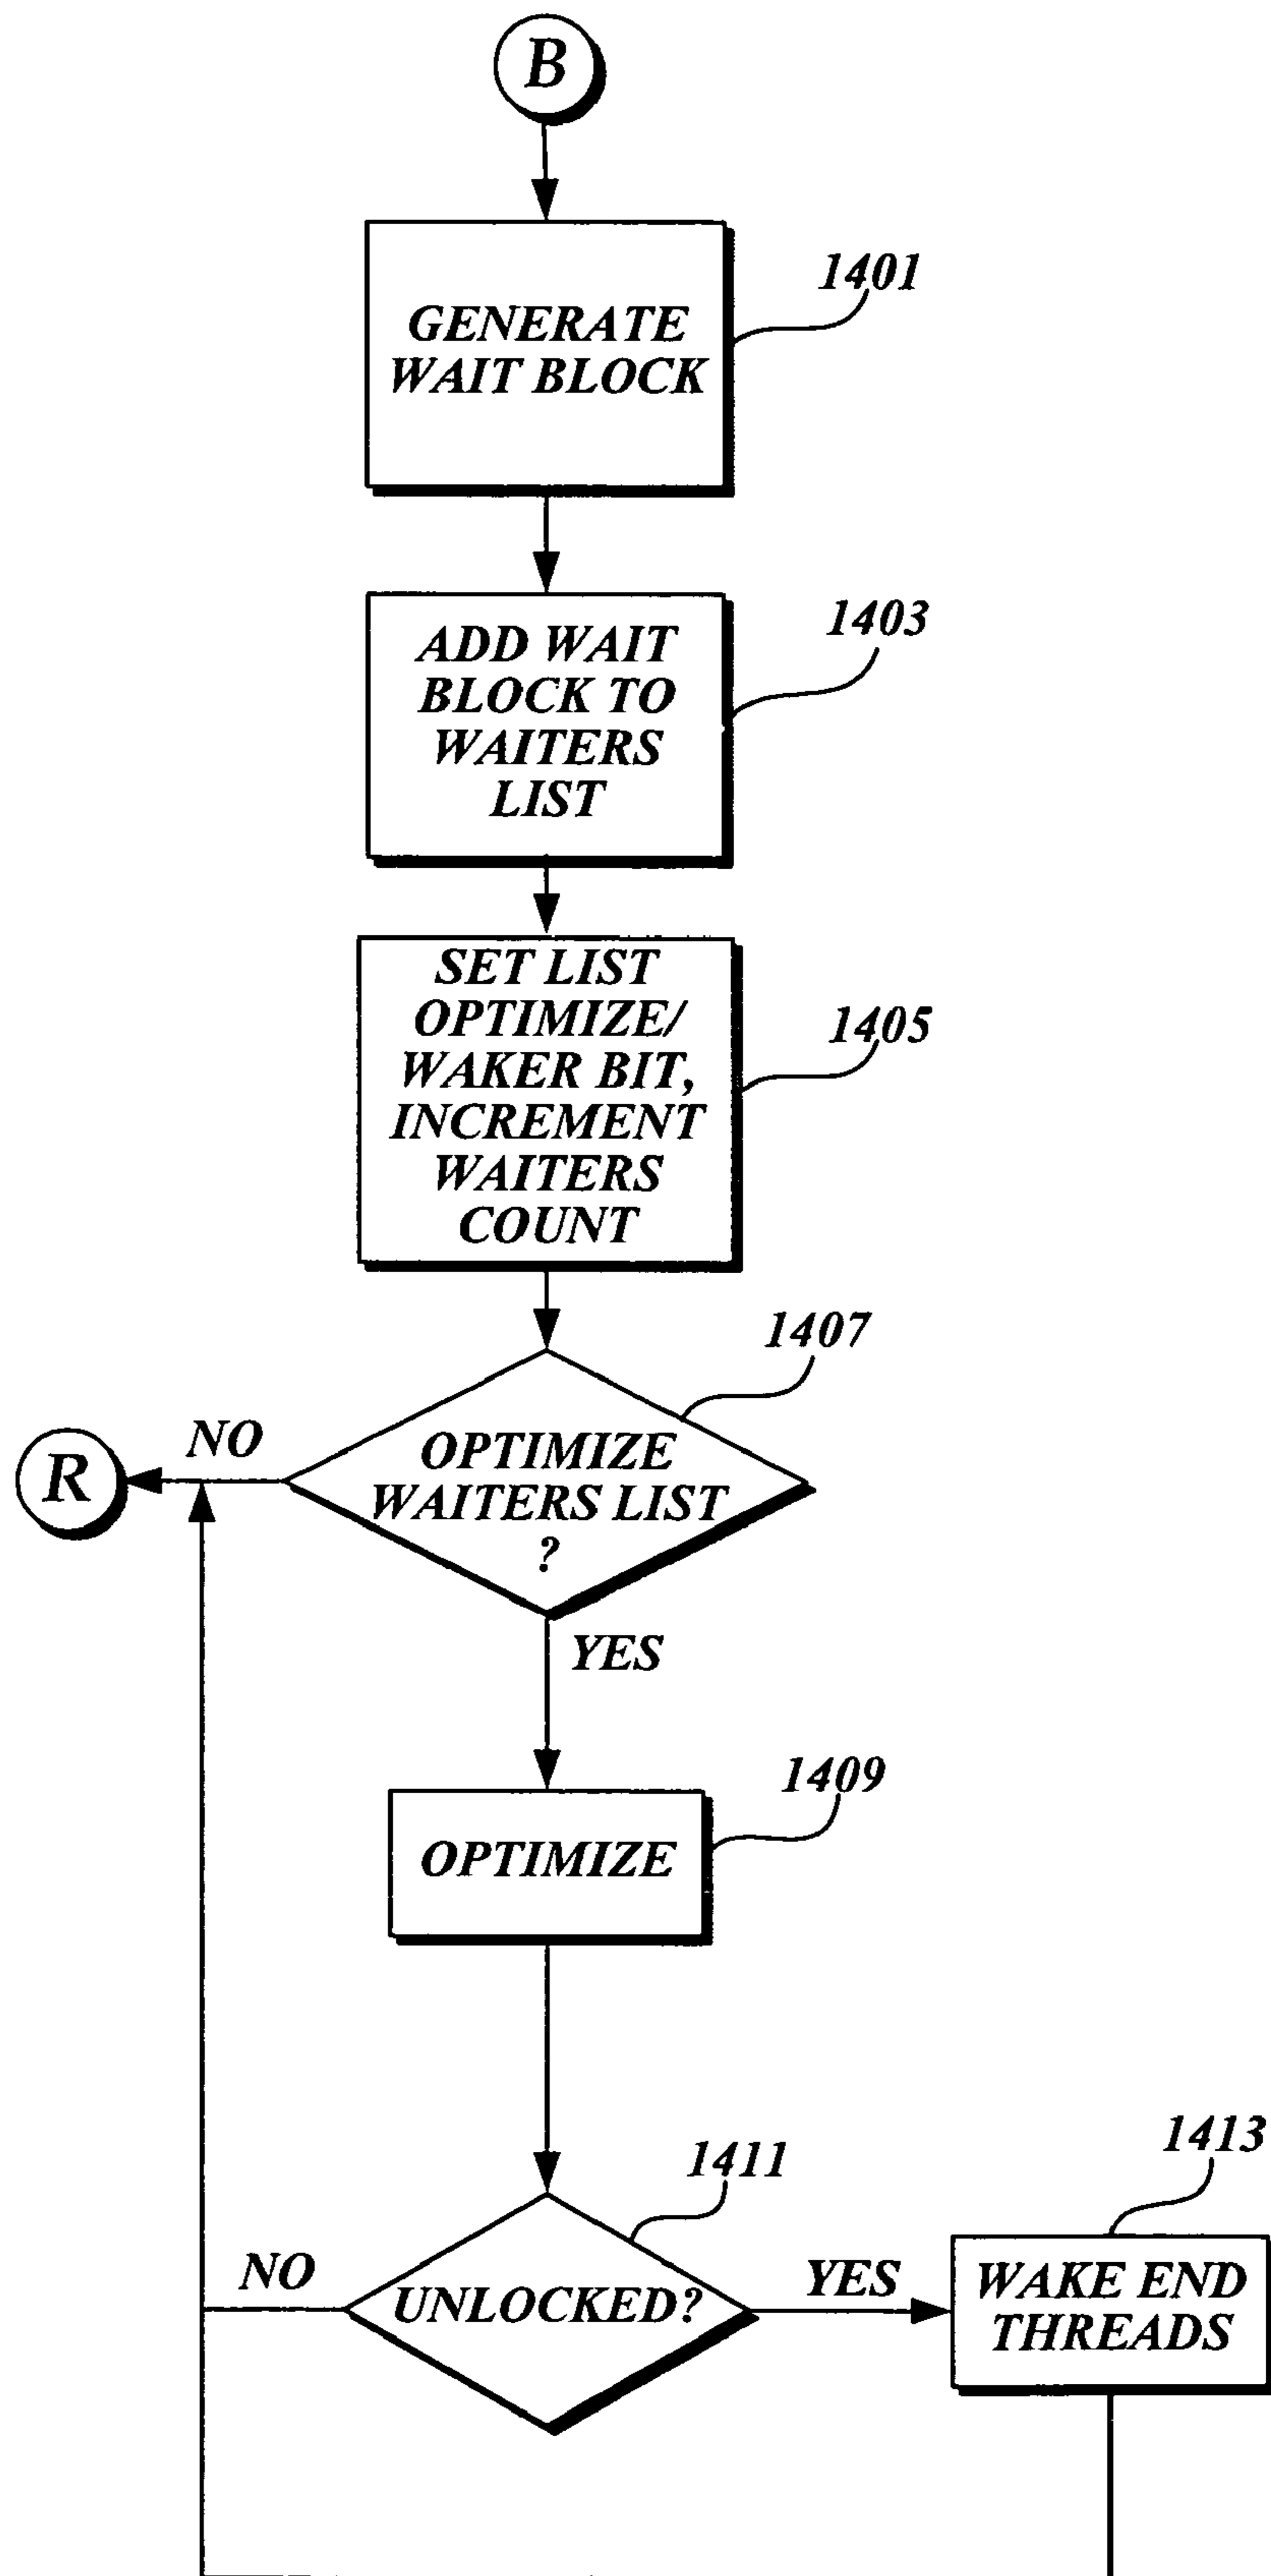 B
1401
GENERATE
WAIT BLOCK
1403
ADD WAIT
BLOCK TO
WAITERS
LIST
1405
SET LIST
OPTIMIZE/
WAKER BIT,
INCREMENT
WAITERS
COUNT
1407
R
NO
OPTIMIZE
WAITERS LIST
?
YES
1409
OPTIMIZE
1411
1413
NO
UNLOCKED?
YES
WAKE END
THREADS